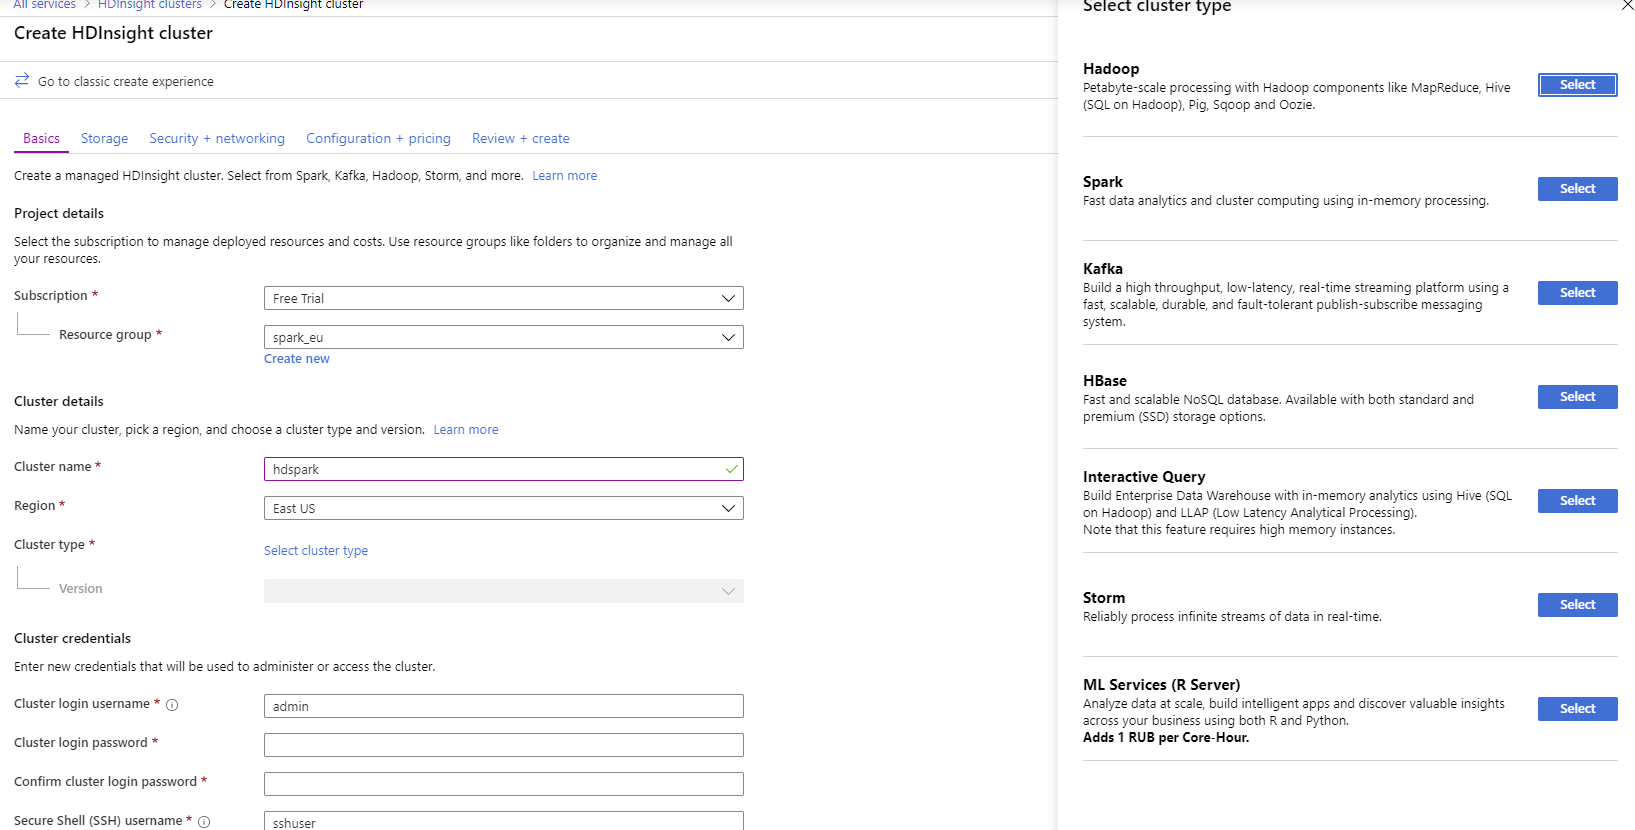 All services > HDInsight clusters > Create HDInsight cluster
Create HDInsight cluster
Go to classic create experience
Basics Storage Security + networking Configuration + pricing Review + create
Create a managed HDInsight cluster. Select from Spark, Kafka, Hadoop, Storm, and more. Learn more
Project details
Select the subscription to manage deployed resources and costs. Use resource groups like folders to organize and manage all
your resources.
Subscription * Free Trial
Resource group * spark_eu
Create new
Cluster details
Name your cluster, pick a region, and choose a cluster type and version. Learn more
Cluster name * hdspark
Region * East US
Cluster type * Select cluster type
Version
Cluster credentials
Enter new credentials that will be used to administer or access the cluster.
Cluster login username * admin
Cluster login password *
Confirm cluster login password *
Secure Shell (SSH) username * sshuser
Select cluster type
Hadoop
Petabyte-scale processing with Hadoop components like MapReduce, Hive
(SQL on Hadoop), Pig, Sqoop and Oozie.
Select
Spark
Fast data analytics and cluster computing using in-memory processing.
Select
Kafka
Build a high throughput, low-latency, real-time streaming platform using a
fast, scalable, durable, and fault-tolerant publish-subscribe messaging
system.
Select
HBase
Fast and scalable NoSQL database. Available with both standard and
premium (SSD) storage options.
Select
Interactive Query
Build Enterprise Data Warehouse with in-memory analytics using Hive (SQL
on Hadoop) and LLAP (Low Latency Analytical Processing).
Note that this feature requires high memory instances.
Select
Storm
Reliably process infinite streams of data in real-time.
Select
ML Services (R Server)
Analyze data at scale, build intelligent apps and discover valuable insights
across your business using both R and Python.
Adds 1 RUB per Core-Hour.
Select